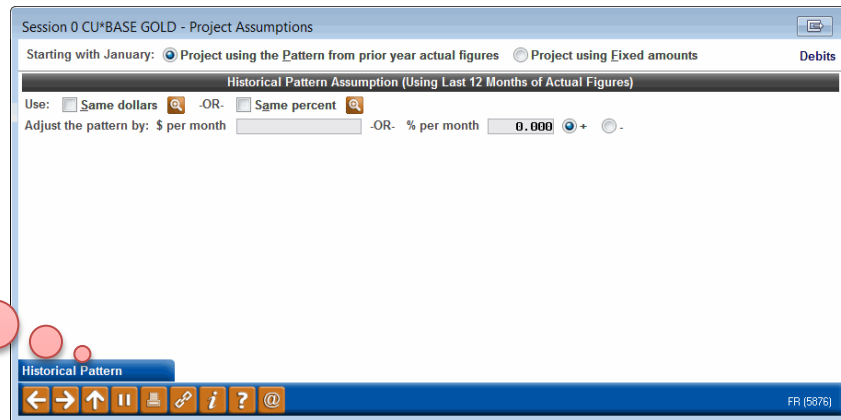 Session 0 CU*BASE GOLD - Project Assumptions
Starting with January: Project using the Pattern from prior year actual figures Project using Fixed amounts Debits
Historical Pattern Assumption (Using Last 12 Months of Actual Figures)
Use: Same dollars -OR- Same percent
Adjust the pattern by: $ per month -OR- % per month 0.000 + -
Historical Pattern
i ? @ FR (5876)